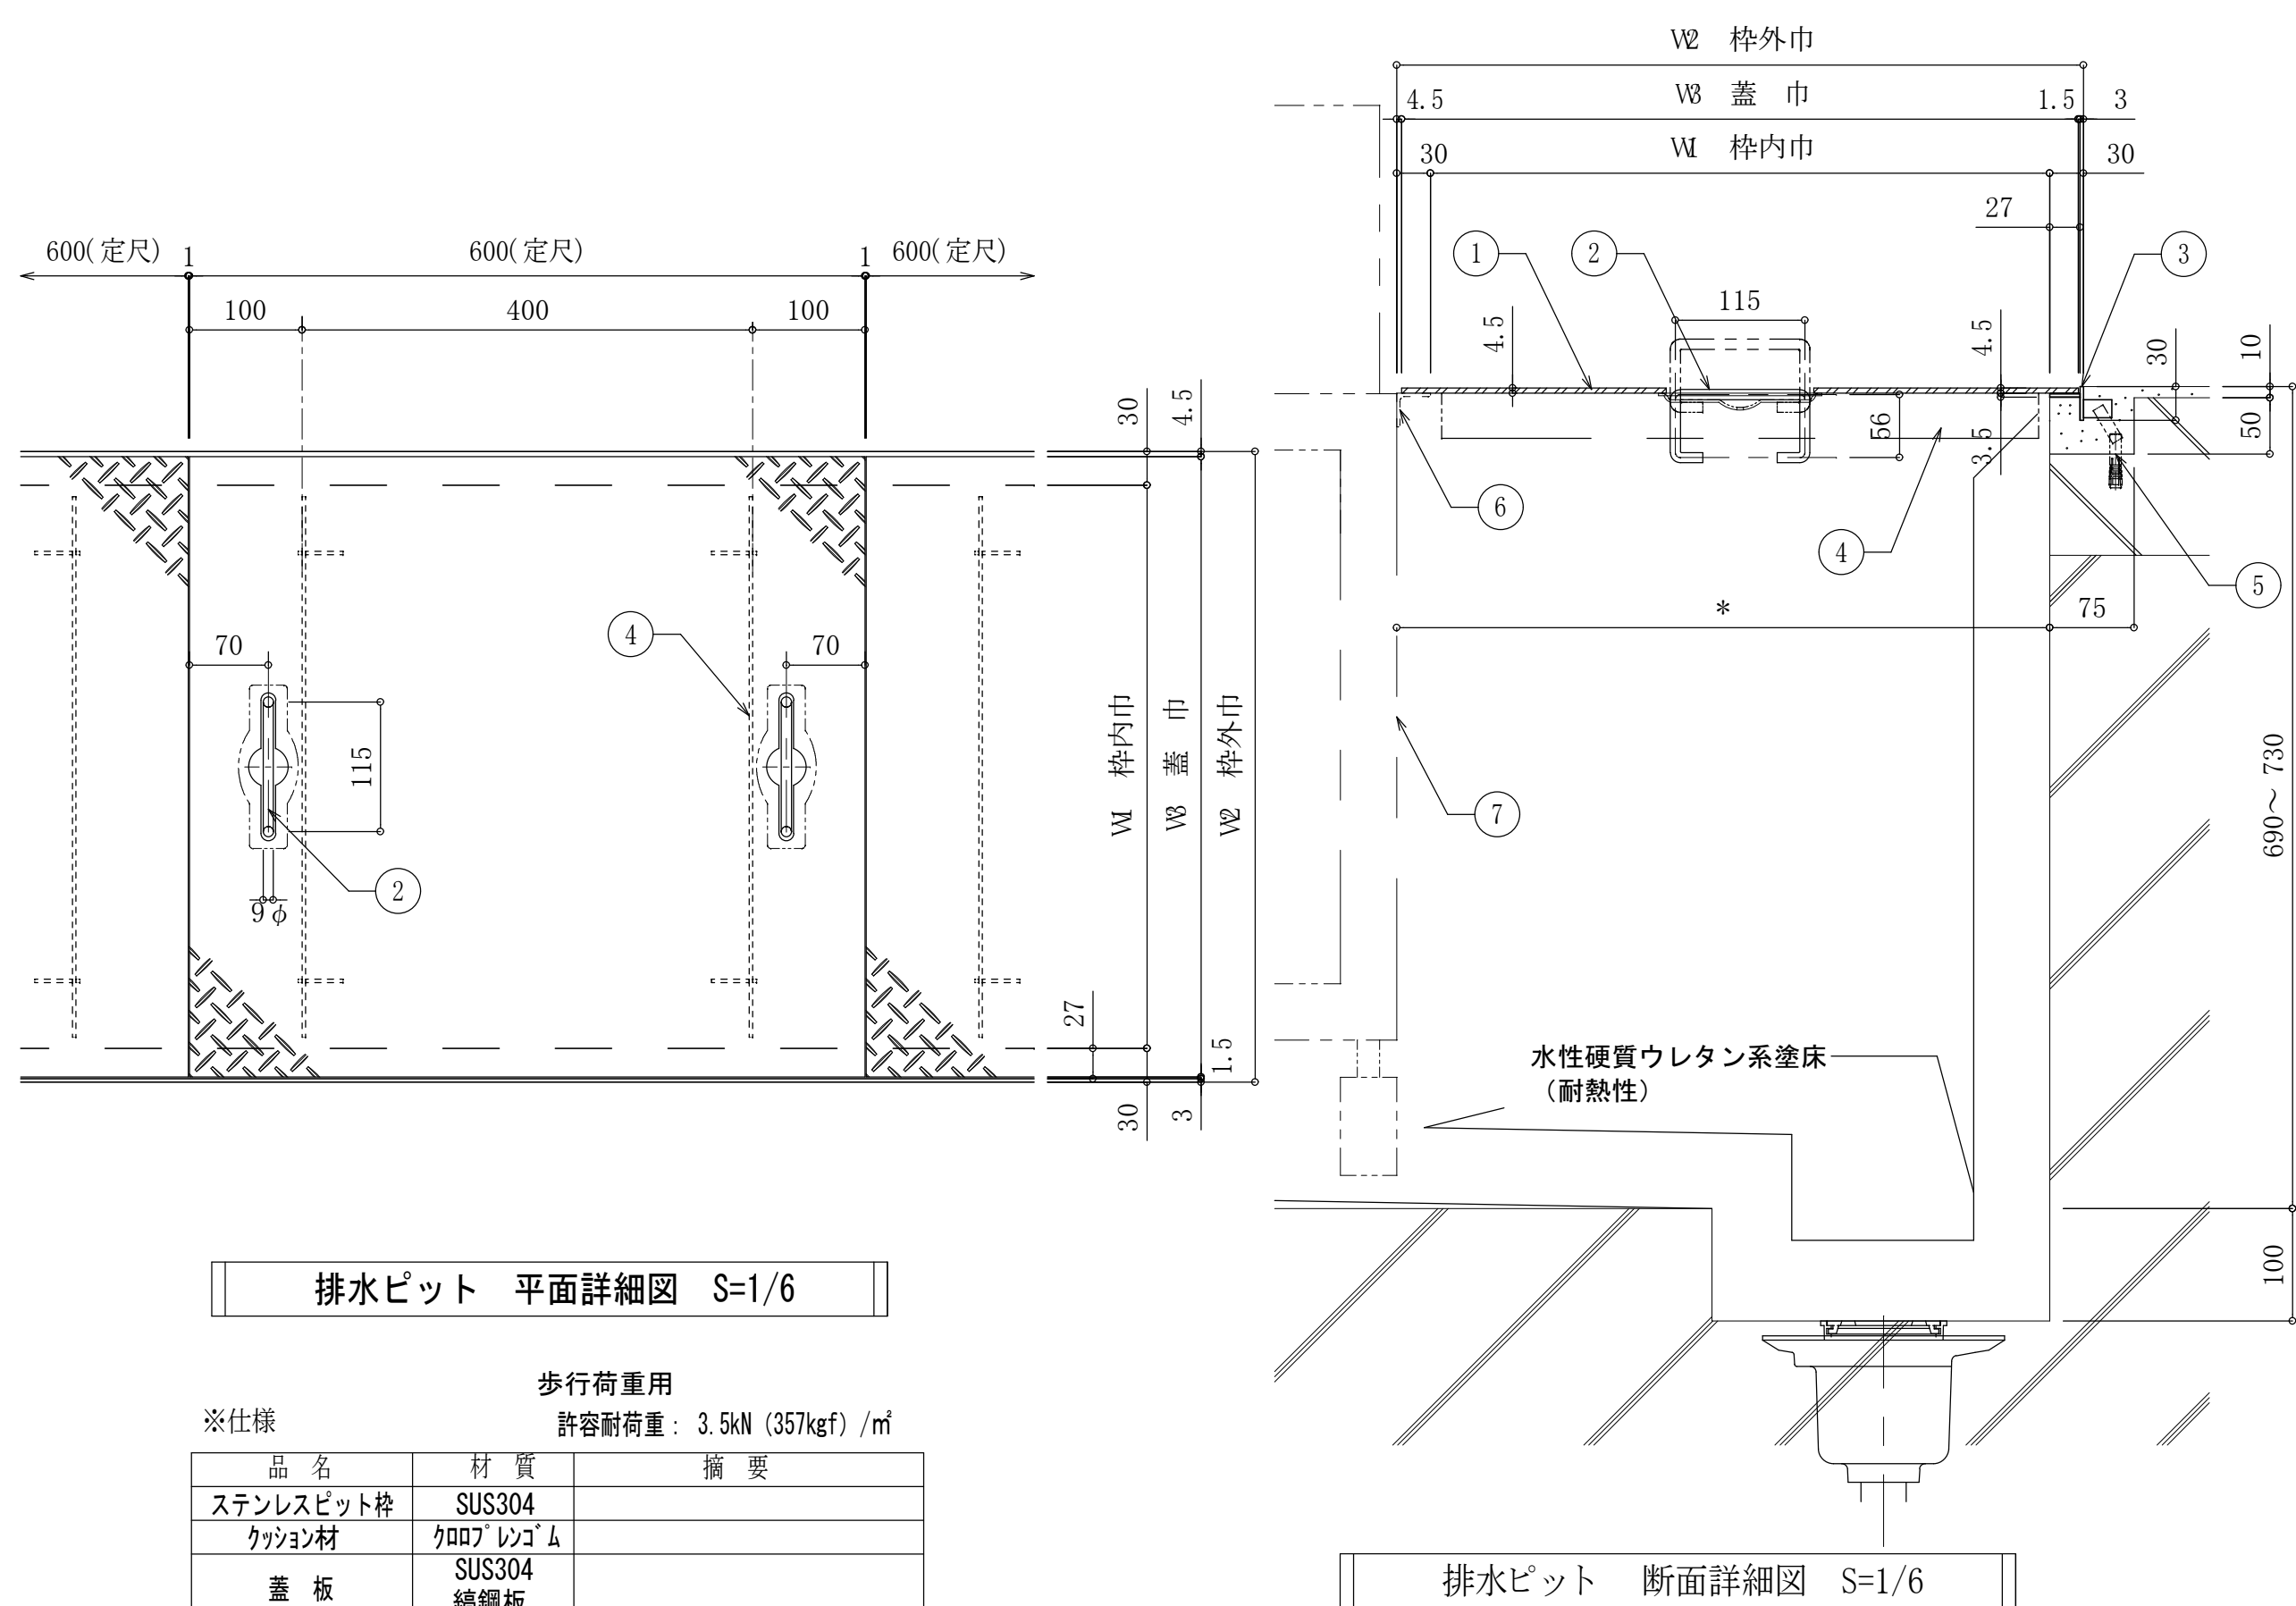 W2 枠外巾
4.5 W3 蓋 巾 1.5 3
30 W1 枠内巾 30
27
1 2 3
115
4.5 4.5 30 10
56 3.5 50
6 4 5
* 75
7
690~730
水性硬質ウレタン系塗床
(耐熱性)
100
排水ピット 断面詳細図 S=1/6
600(定尺) 1 600(定尺) 1 600(定尺)
100 400 100
30 4.5
70 4 70
115
W1 枠内巾
W3 蓋 巾
W2 枠外巾
9φ 2
27 1.5
30 3
排水ピット 平面詳細図 S=1/6
歩行荷重用
※仕様 許容耐荷重: 3.5kN (357kgf) /㎡
品 名 材 質 摘 要
ステンレスピット枠 SUS304
クッション材 クロロプレンゴム
蓋 板 SUS304
縞鋼板